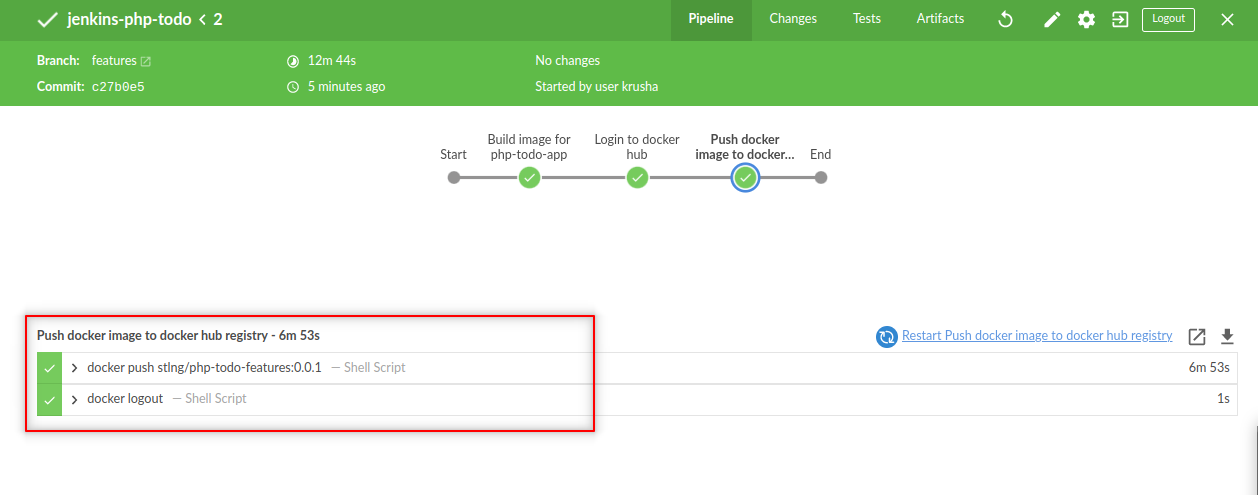 jenkins-php-todo < 2
Pipeline
Changes
Tests
Artifacts
Logout
Branch: features
12m 44s
No changes
Commit: c27b0e5
5 minutes ago
Started by user krusha
Start
Build image for
php-todo-app
Login to docker
hub
Push docker
image to docker...
End
Push docker image to docker hub registry - 6m 53s
Restart Push docker image to docker hub registry
docker push stlng/php-todo-features:0.0.1 — Shell Script
6m 53s
docker logout — Shell Script
1s